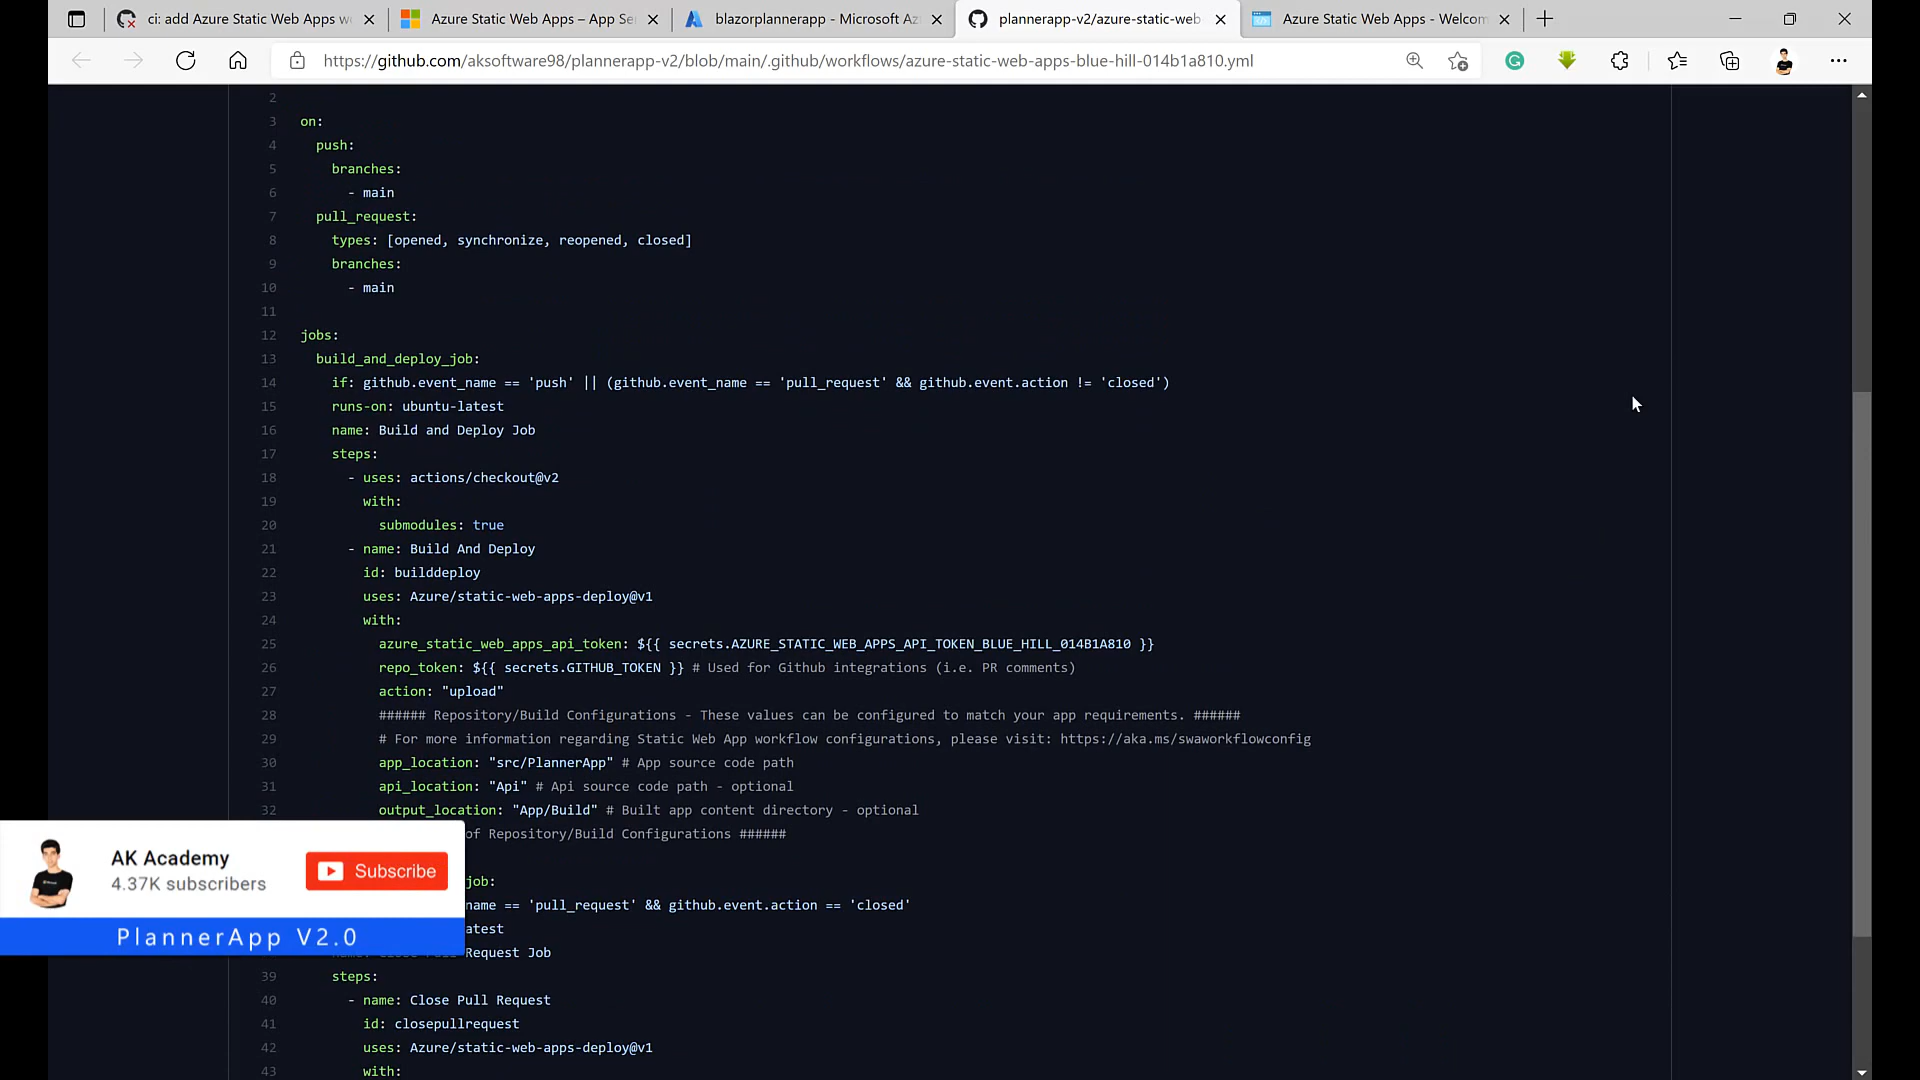 ci: add Azure Static Web Apps w
Azure Static Web Apps – App Se
blazorplannerapp - Microsoft Az
plannerapp-v2/azure-static-web
Azure Static Web Apps - Welcom
https://github.com/aksoftware98/plannerapp-v2/blob/main/.github/workflows/azure-static-web-apps-blue-hill-014b1a810.yml
2
3 on:
4 push:
5 branches:
6 - main
7 pull_request:
8 types: [opened, synchronize, reopened, closed]
9 branches:
10 - main
11
12 jobs:
13 build_and_deploy_job:
14 if: github.event_name == 'push' || (github.event_name == 'pull_request' && github.event.action != 'closed')
15 runs-on: ubuntu-latest
16 name: Build and Deploy Job
17 steps:
18 - uses: actions/checkout@v2
19 with:
20 submodules: true
21 - name: Build And Deploy
22 id: builddeploy
23 uses: Azure/static-web-apps-deploy@v1
24 with:
25 azure_static_web_apps_api_token: ${{ secrets.AZURE_STATIC_WEB_APPS_API_TOKEN_BLUE_HILL_014B1A810 }}
26 repo_token: ${{ secrets.GITHUB_TOKEN }} # Used for Github integrations (i.e. PR comments)
27 action: "upload"
28 ###### Repository/Build Configurations - These values can be configured to match your app requirements. ######
29 # For more information regarding Static Web App workflow configurations, please visit: https://aka.ms/swaworkflowconfig
30 app_location: "src/PlannerApp" # App source code path
31 api_location: "Api" # Api source code path - optional
32 output_location: "App/Build" # Built app content directory - optional
of Repository/Build Configurations ######
job:
name == 'pull_request' && github.event.action == 'closed'
atest
Request Job
39 steps:
40 - name: Close Pull Request
41 id: closepullrequest
42 uses: Azure/static-web-apps-deploy@v1
43 with:
AK Academy
4.37K subscribers
Subscribe
PlannerApp V2.0